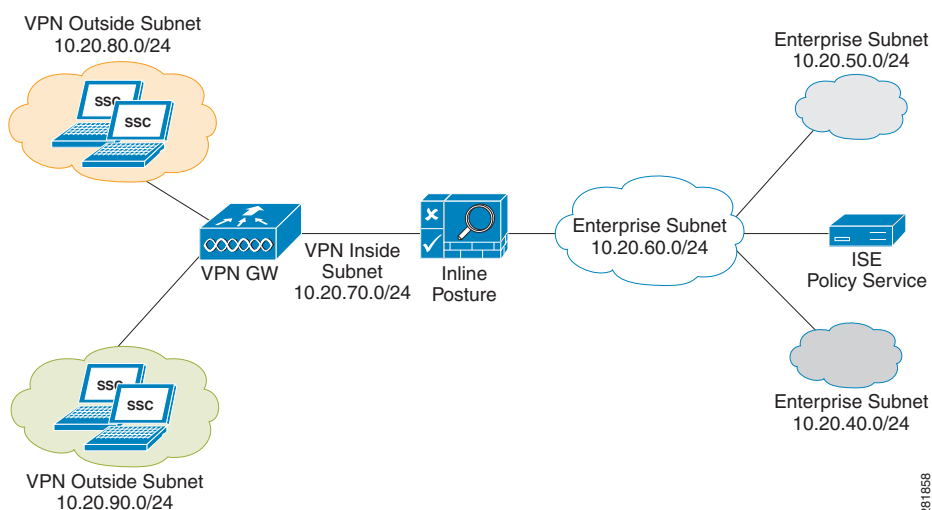 VPN Outside Subnet
10.20.80.0/24
SSC
SSC
Enterprise Subnet
10.20.50.0/24
VPN GW
VPN Inside
Subnet
10.20.70.0/24
Inline
Posture
Enterprise Subnet
10.20.60.0/24
ISE
Policy Service
SSC
SSC
VPN Outside Subnet
10.20.90.0/24
Enterprise Subnet
10.20.40.0/24
281858